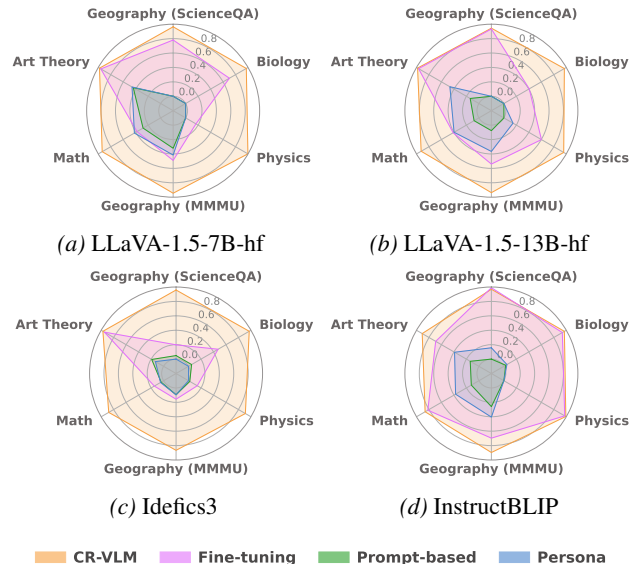 Geography (ScienceQA) Geography (ScienceQA)
0.8 0.8
Art Theory 0.6 Biology Art Theory 0.6 Biology
0.4 0.4
0.2 0.2
0.0 0.0
Math Physics Math Physics
Geography (MMMU) Geography (MMMU)
(a) LLaVA-1.5-7B-hf (b) LLaVA-1.5-13B-hf
Geography (ScienceQA) Geography (ScienceQA)
0.8 0.8
Art Theory 0.6 Biology Art Theory 0.6 Biology
0.4 0.4
0.2 0.2
0.0 0.0
Math Physics Math Physics
Geography (MMMU) Geography (MMMU)
(c) Idefics3 (d) InstructBLIP
CR-VLM Fine-tuning Prompt-based Persona